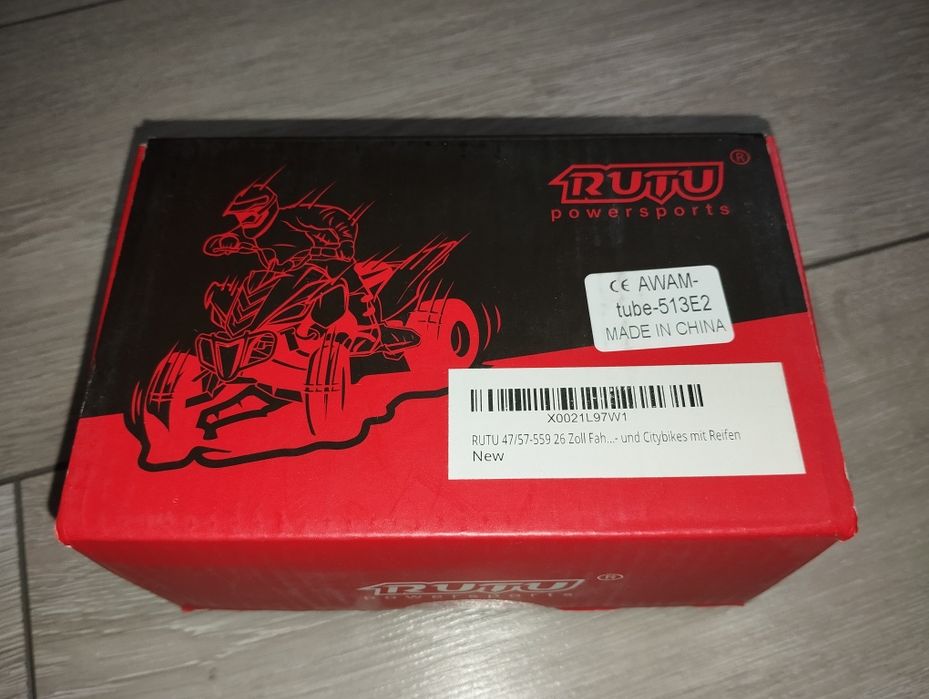 RUTU ®
powersports
CE AWAM-
tube-513E2
MADE IN CHINA
X0021L97W1
RUTU 47/57-559 26 Zoll Fah...- und Citybikes mit Reifen
New
RUTU ®
powersports